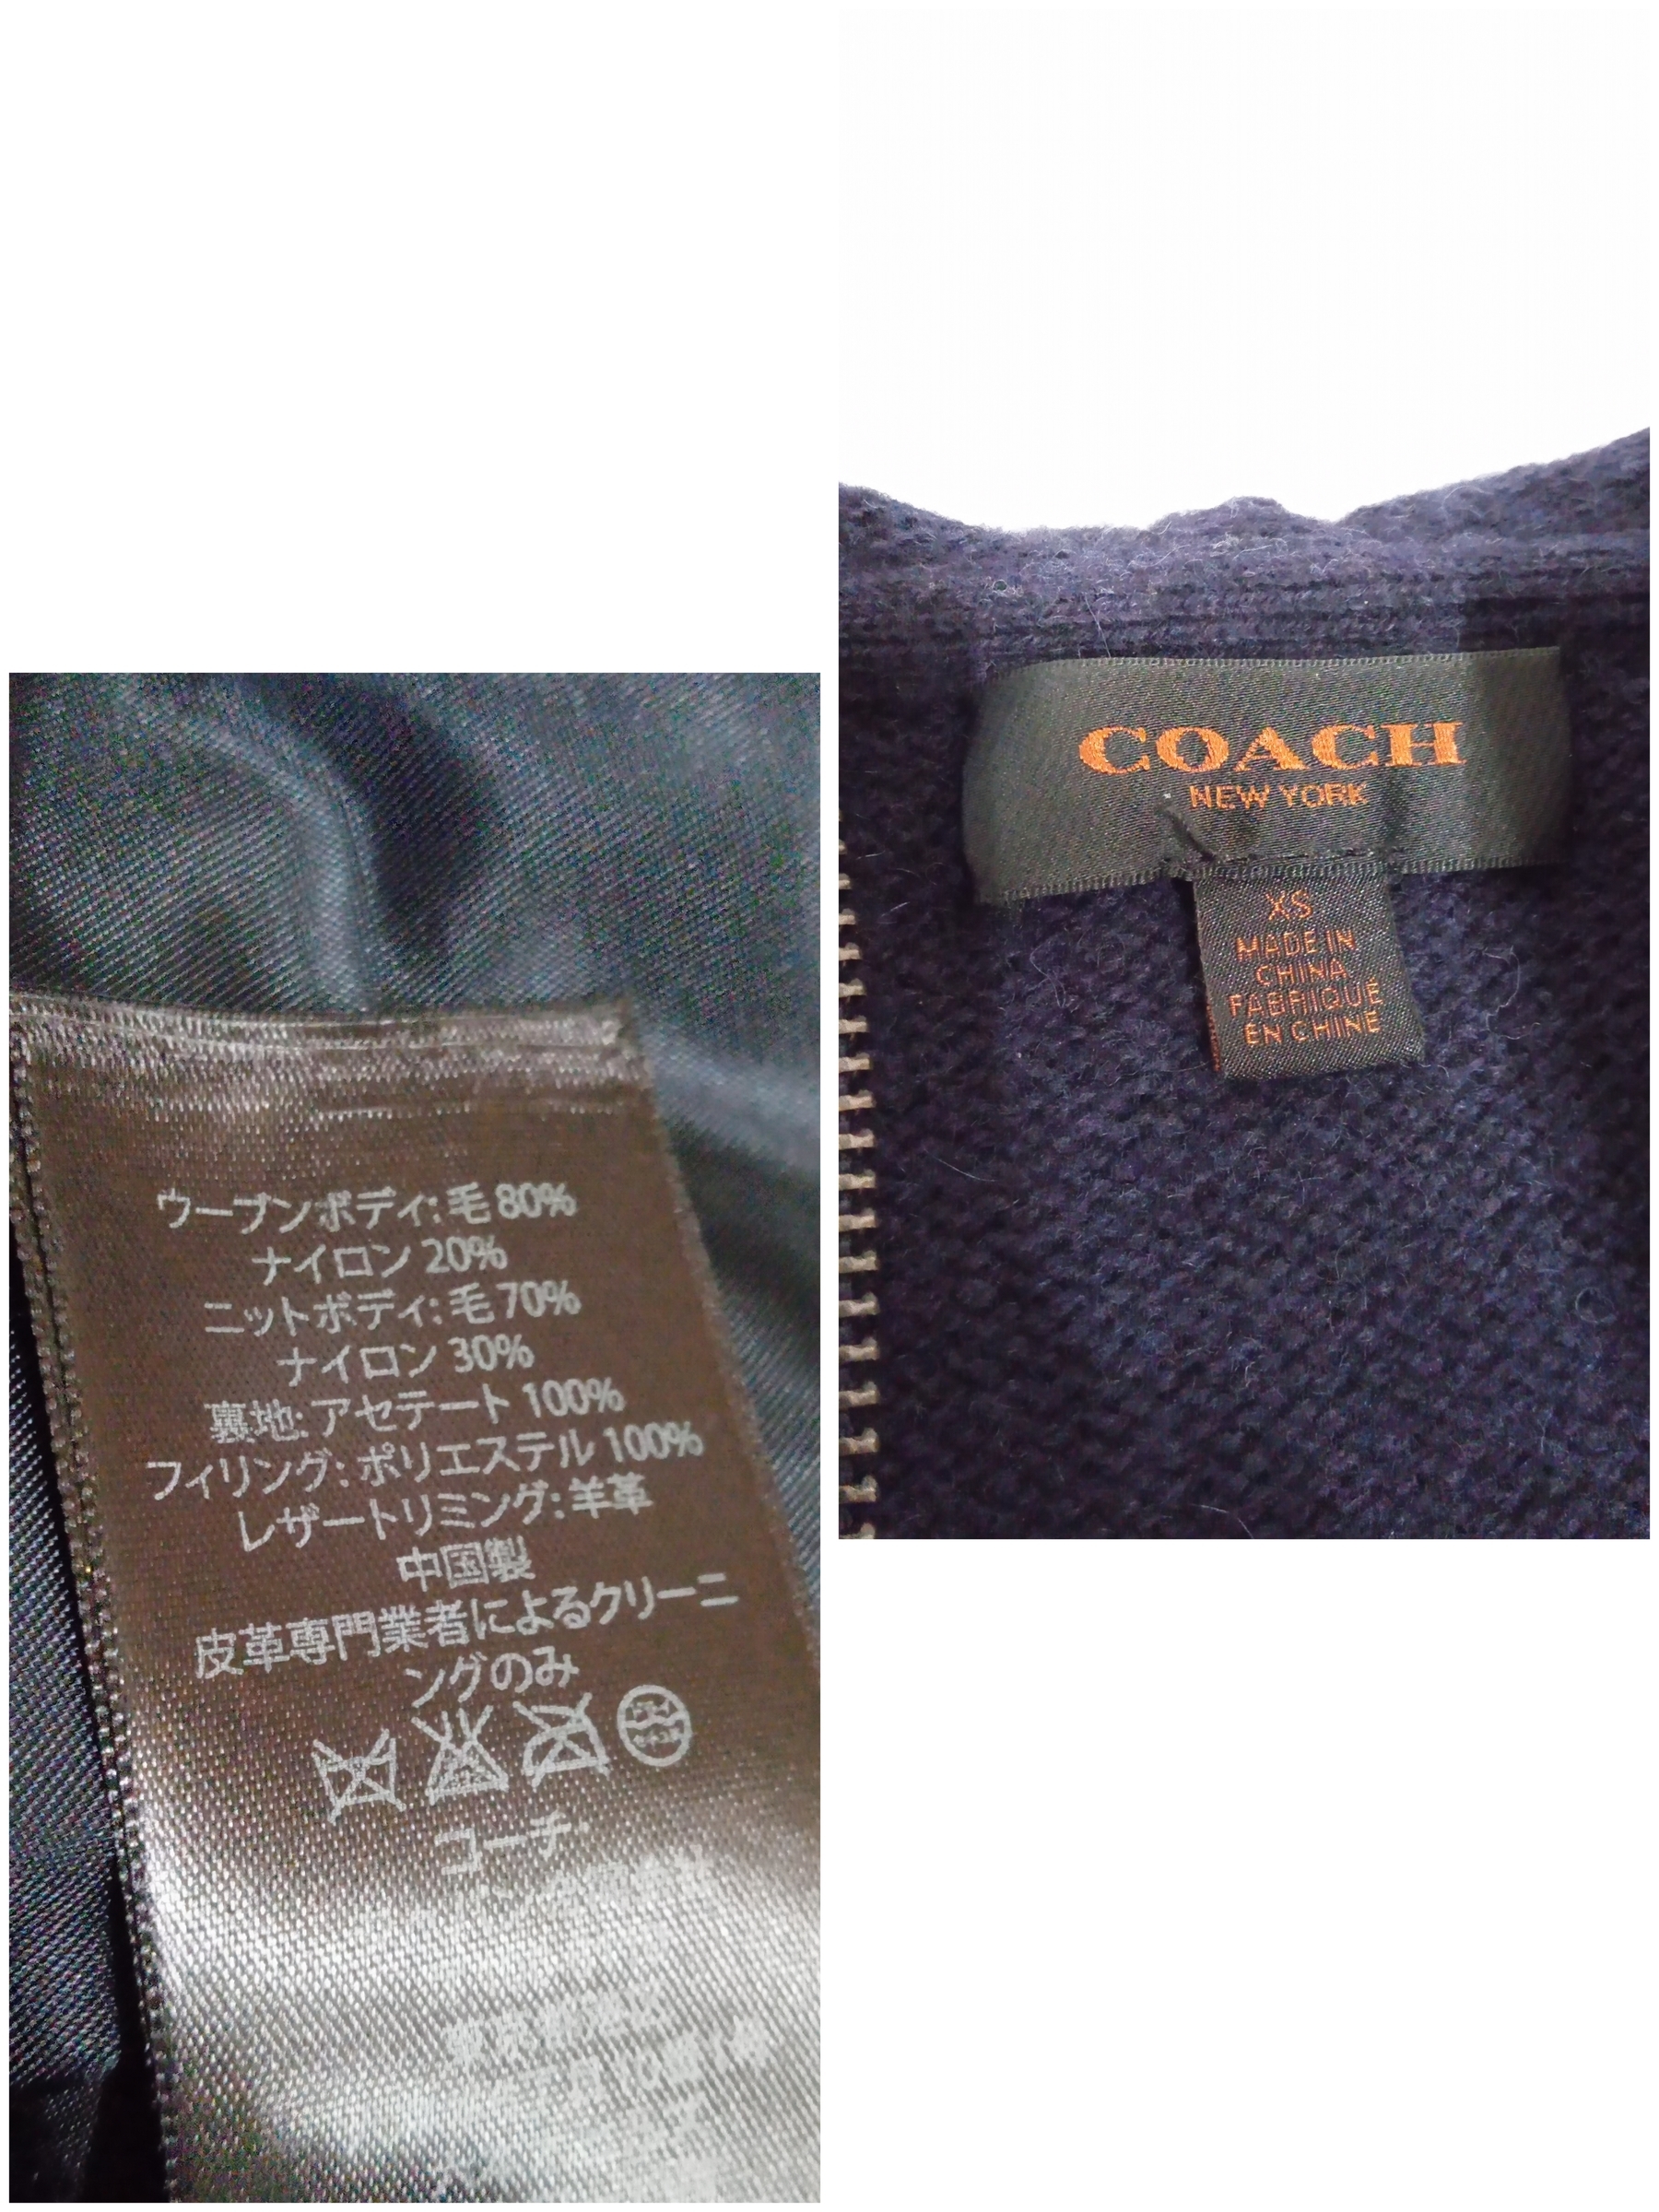 ウーブンボディ: 毛 80%
ナイロン 20%
ニットボディ: 毛 70%
ナイロン 30%
裏地: アセテート 100%
フィリング: ポリエステル 100%
レザートリミング: 羊革
中国製
皮革専門業者によるクリーニ
ングのみ
コーチ・
COACH
NEW YORK
XS
MADE IN
CHINA
FABRIQUÉ
EN CHINE